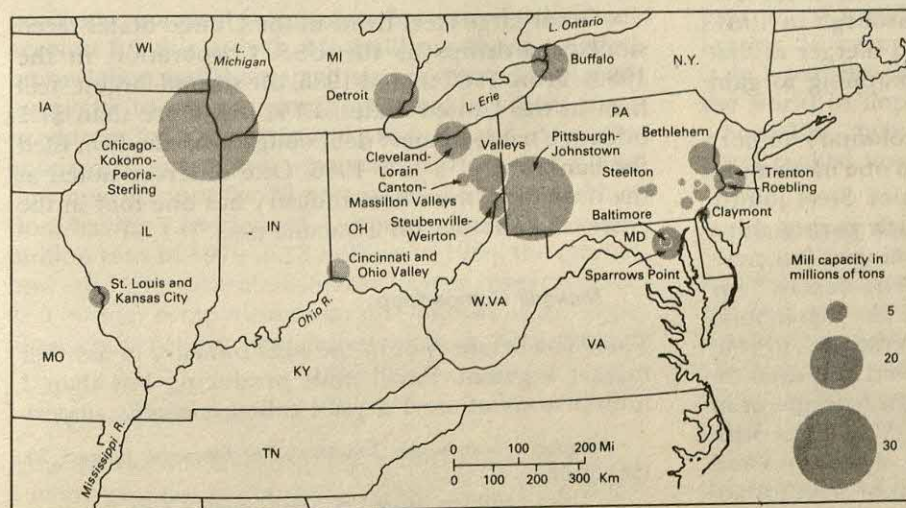 WI
L.
Michigan
MI
L. Ontario
Buffalo
N.Y.
IA
Detroit
L. Erie
PA
Bethlehem
Chicago-
Kokomo-
Peoria-
Sterling
Cleveland-
Lorain
Valleys
Pittsburgh-
Johnstown
Canton-
Massillon Valleys
Steelton
Trenton
Roebling
Steubenville-
Weirton
Baltimore
Claymont
IL
IN
OH
MD
Cincinnati
and Ohio Valley
Sparrows Point
St. Louis and
Kansas City
Ohio R.
W.VA
VA
MO
KY
Mississippi R.
TN
Mill capacity in
millions of tons
5
20
30
0 100 200 Mi
0 100 200 300 Km